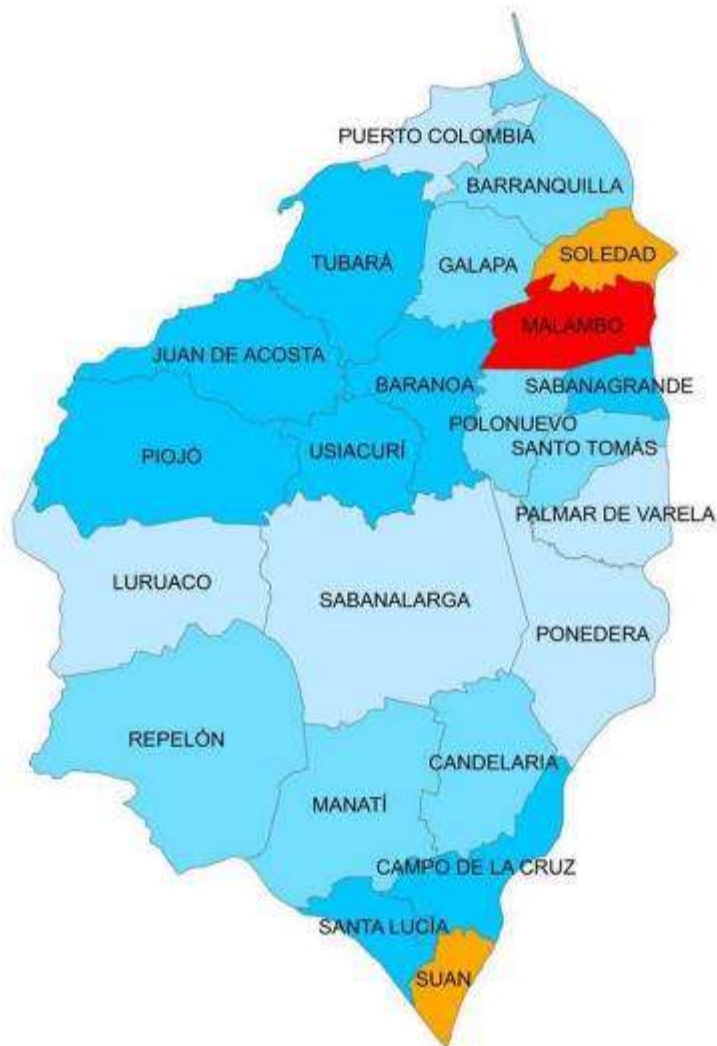 PUERTO COLOMBIA
BARRANQUILLA
SOLEDAD
TUBARÁ
GALAPA
MALAMBO
JUAN DE ACOSTA
BARANOA
SABANAGRANDE
POLONUEVO
USIACURÍ
SANTO TOMÁS
PIOJÓ
PALMAR DE VARELA
LURUACO
SABANALARGA
PONEDERA
REPELÓN
CANDELARIA
MANATÍ
CAMPO DE LA CRUZ
SANTA LUCÍA
SUAN